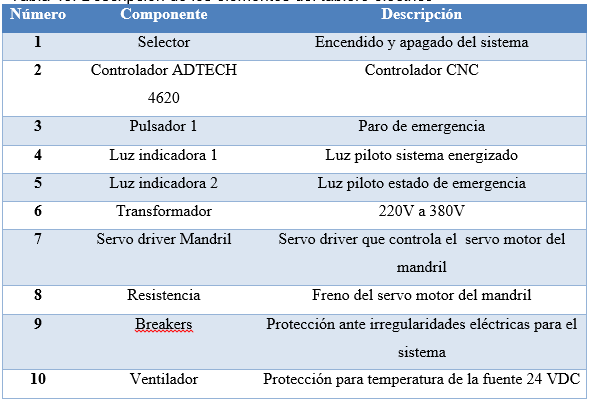 Número Componente Descripción
1 Selector Encendido y apagado del sistema
2 Controlador ADTECH Controlador CNC
4620
3 Pulsador 1 Paro de emergencia
4 Luz indicadora 1 Luz piloto sistema energizado
5 Luz indicadora 2 Luz piloto estado de emergencia
6 Transformador 220V a 380V
7 Servo driver Mandril Servo driver que controla el servo motor del
mandril
8 Resistencia Freno del servo motor del mandril
9 Breakers Protección ante irregularidades eléctricas para el
sistema
10 Ventilador Protección para temperatura de la fuente 24 VDC